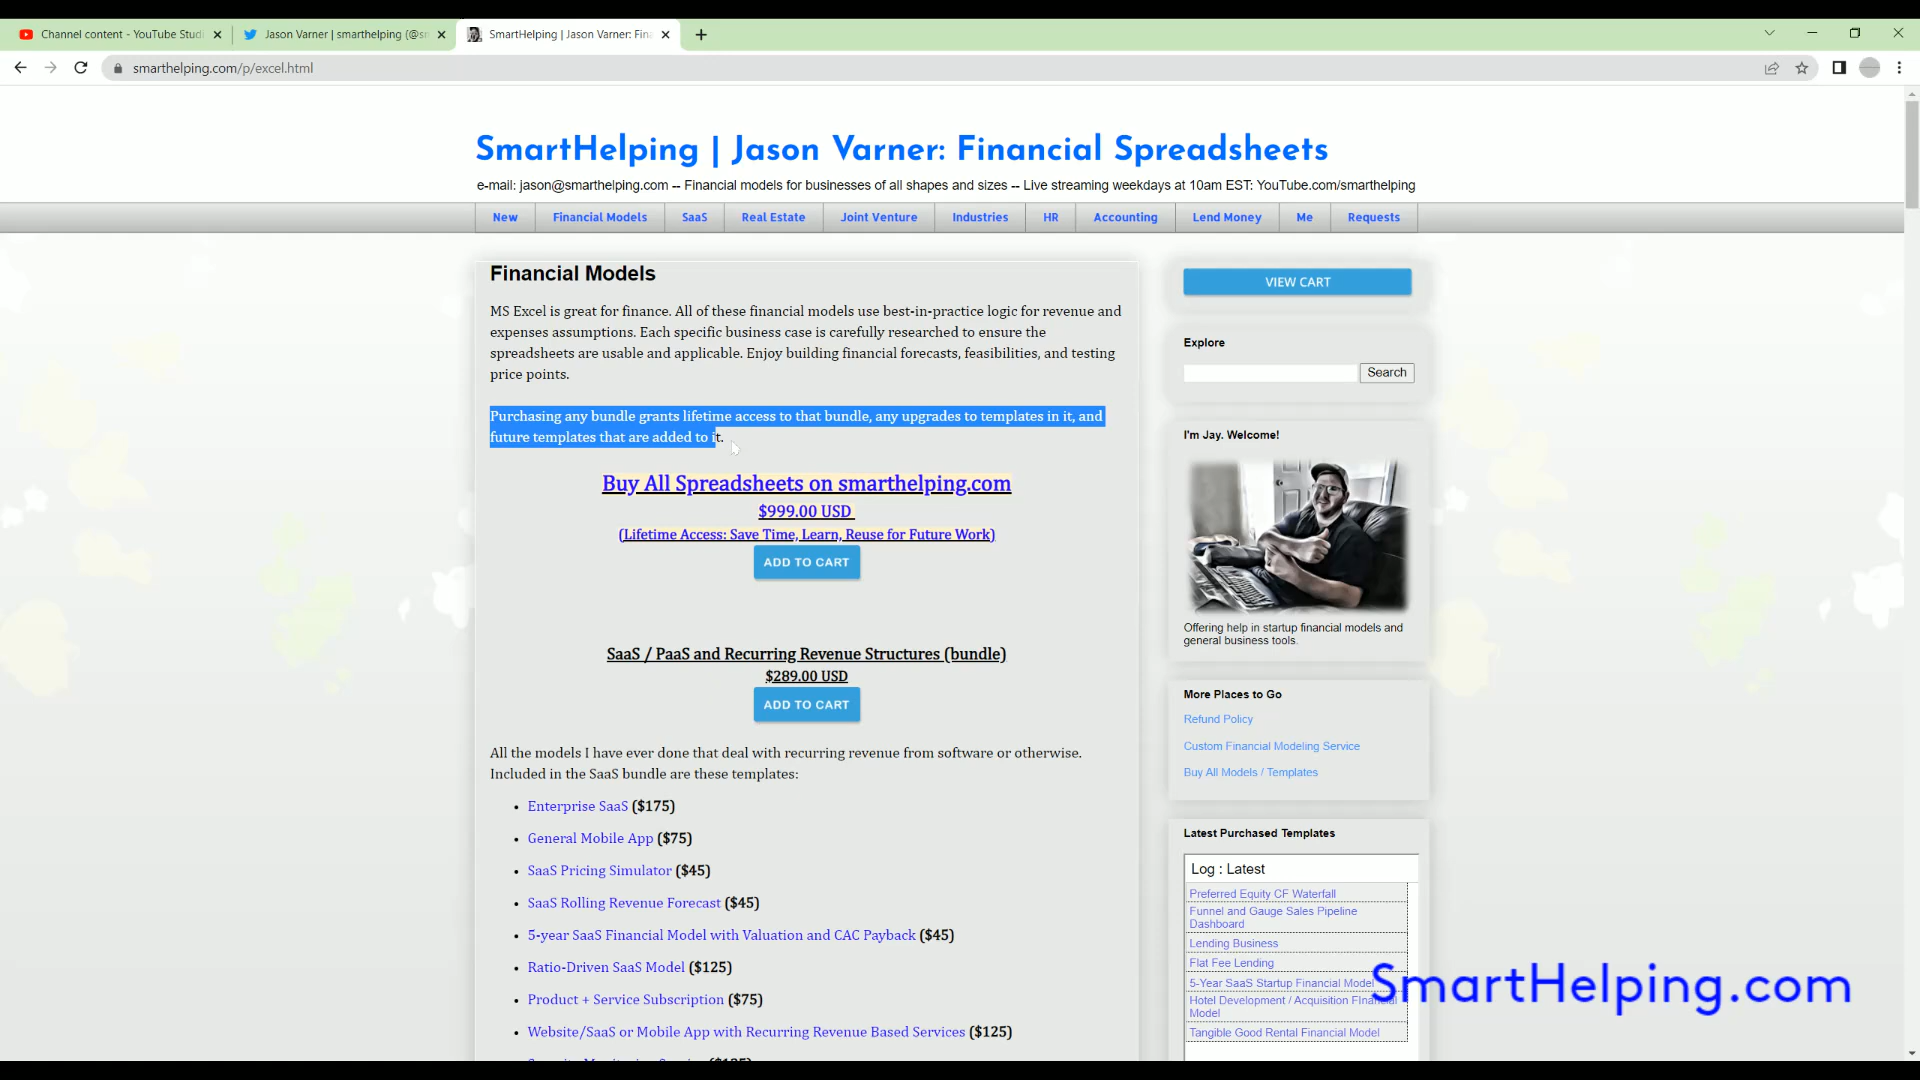 Channel content - YouTube Studi
Jason Varner | smarthelping (@sm
SmartHelping | Jason Varner: Fina
smarthelping.com/p/excel.html
SmartHelping | Jason Varner: Financial Spreadsheets
e-mail: jason@smarthelping.com -- Financial models for businesses of all shapes and sizes -- Live streaming weekdays at 10am EST: YouTube.com/smarthelping
New
Financial Models
SaaS
Real Estate
Joint Venture
Industries
HR
Accounting
Lend Money
Me
Requests
Financial Models
MS Excel is great for finance. All of these financial models use best-in-practice logic for revenue and
expenses assumptions. Each specific business case is carefully researched to ensure the
spreadsheets are usable and applicable. Enjoy building financial forecasts, feasibilities, and testing
price points.
Purchasing any bundle grants lifetime access to that bundle, any upgrades to templates in it, and
future templates that are added to it.
Buy All Spreadsheets on smarthelping.com
$999.00 USD
(Lifetime Access: Save Time, Learn, Reuse for Future Work)
ADD TO CART
SaaS / PaaS and Recurring Revenue Structures (bundle)
$289.00 USD
ADD TO CART
All the models I have ever done that deal with recurring revenue from software or otherwise.
Included in the SaaS bundle are these templates:
• Enterprise SaaS ($175)
• General Mobile App ($75)
• SaaS Pricing Simulator ($45)
• SaaS Rolling Revenue Forecast ($45)
• 5-year SaaS Financial Model with Valuation and CAC Payback ($45)
• Ratio-Driven SaaS Model ($125)
• Product + Service Subscription ($75)
• Website/SaaS or Mobile App with Recurring Revenue Based Services ($125)
VIEW CART
Explore
Search
I'm Jay. Welcome!
Offering help in startup financial models and
general business tools.
More Places to Go
Refund Policy
Custom Financial Modeling Service
Buy All Models / Templates
Latest Purchased Templates
Log : Latest
Preferred Equity CF Waterfall
Funnel and Gauge Sales Pipeline
Dashboard
Lending Business
Flat Fee Lending
5-Year SaaS Startup Financial Model
Hotel Development / Acquisition Financial
Model
Tangible Good Rental Financial Model
SmartHelping.com